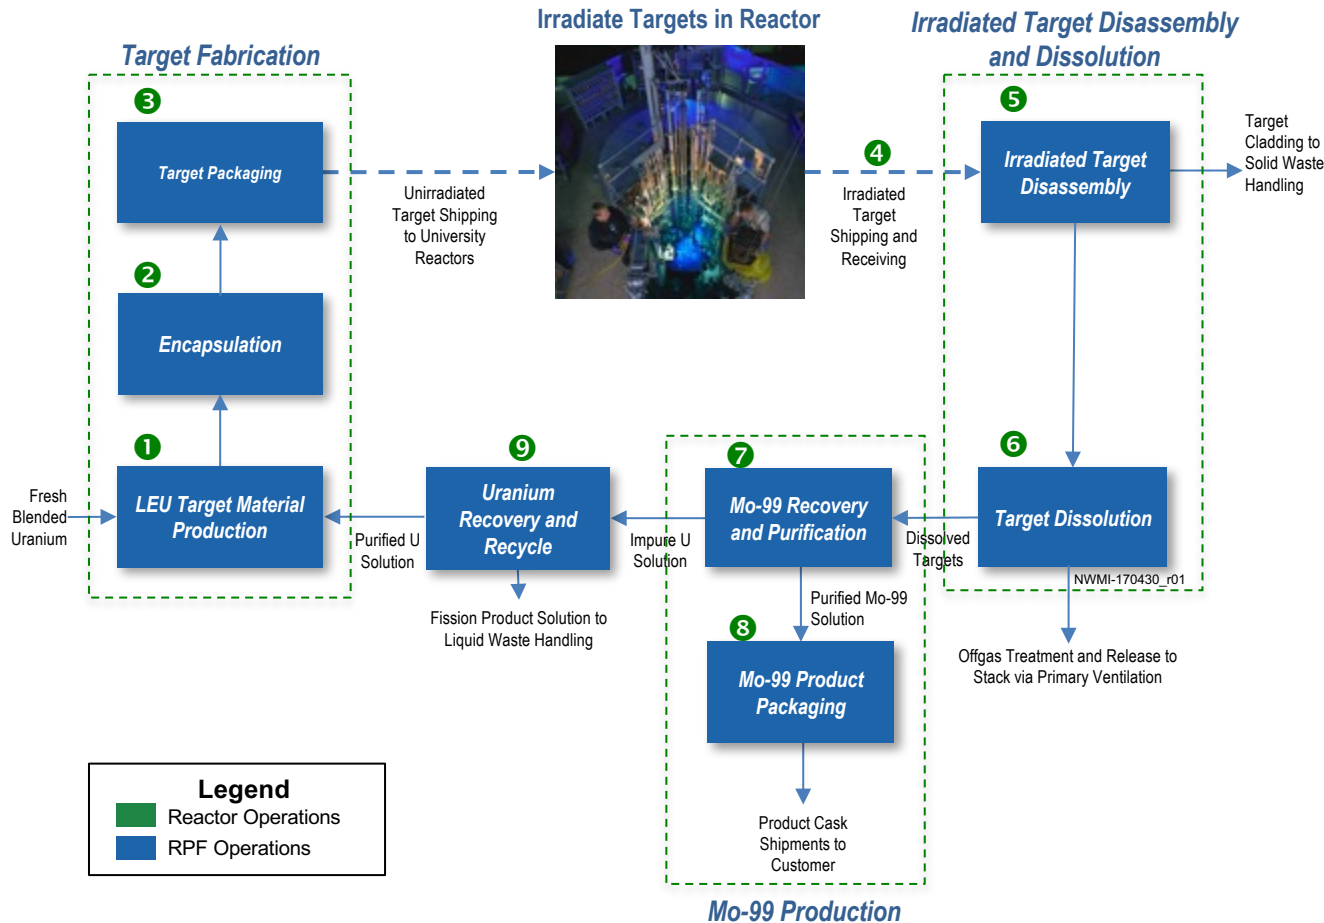 Target Fabrication
Irradiate Targets in Reactor
Irradiated Target Disassembly
and Dissolution
3
Target Packaging
Unirradiated
Target Shipping
to University
Reactors
4
Irradiated
Target
Shipping and
Receiving
5
Irradiated Target
Disassembly
Target
Cladding to
Solid Waste
Handling
2
Encapsulation
1
LEU Target Material
Production
Fresh
Blended
Uranium
Purified U
Solution
9
Uranium
Recovery and
Recycle
Fission Product Solution to
Liquid Waste Handling
Impure U
Solution
7
Mo-99 Recovery
and Purification
Dissolved
Targets
6
Target Dissolution
NWMI-170430_r01
Offgas Treatment and Release to
Stack via Primary Ventilation
Purified Mo-99
Solution
8
Mo-99 Product
Packaging
Product Cask
Shipments to
Customer
Mo-99 Production
Legend
Reactor Operations
RPF Operations